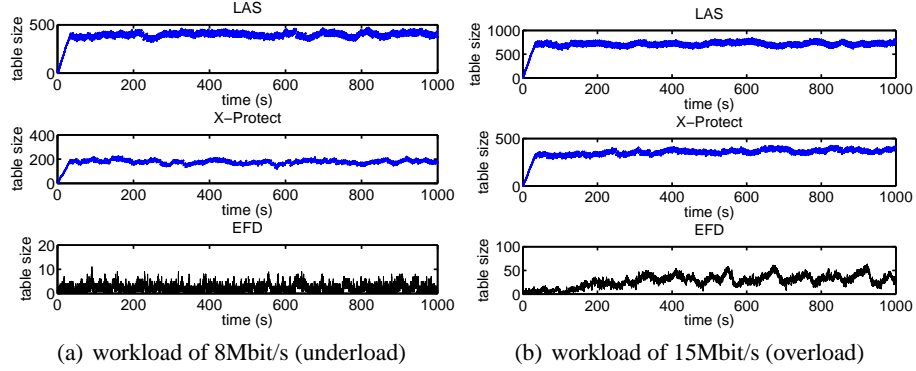 LAS
500
table size
0
0 200 400 600 800 1000
time (s)
X−Protect
400
200
table size
0
0 200 400 600 800 1000
time (s)
EFD
20
10
table size
0
0 200 400 600 800 1000
time (s)
(a) workload of 8Mbit/s (underload)
LAS
1000
500
table size
0
0 200 400 600 800 1000
time (s)
X−Protect
500
table size
0
0 200 400 600 800 1000
time (s)
EFD
100
50
table size
0
0 200 400 600 800 1000
time (s)
(b) workload of 15Mbit/s (overload)